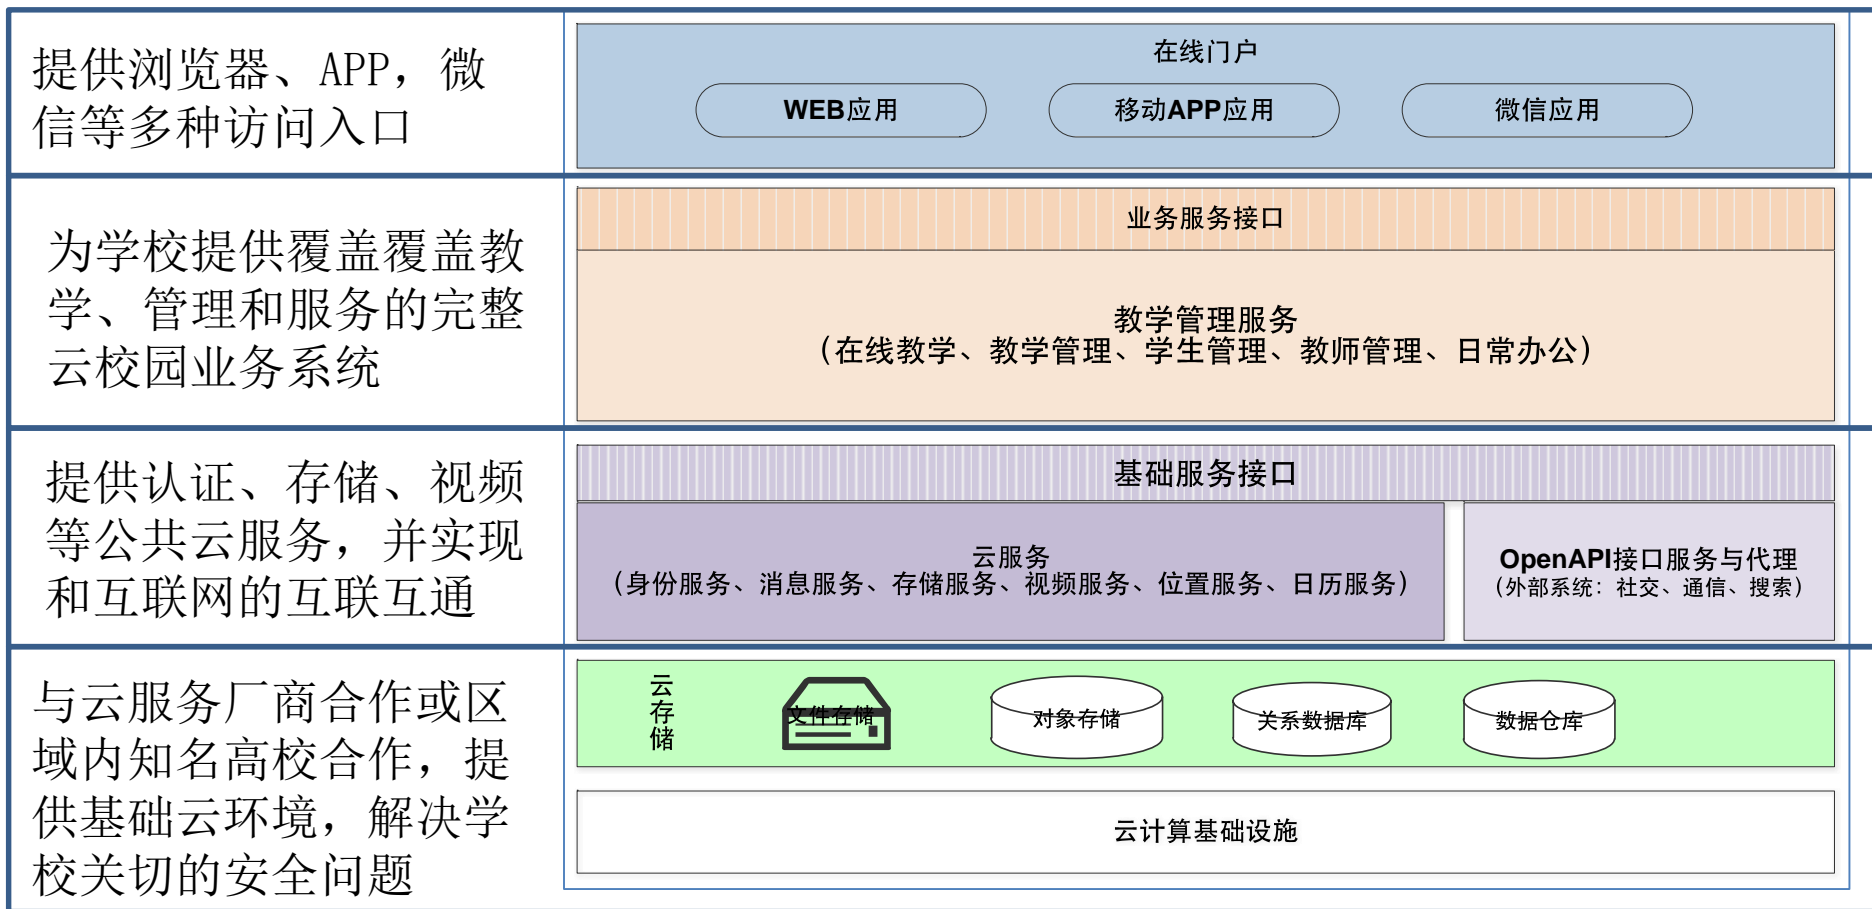 提供浏览器、APP，微
信等多种访问入口
在线门户
WEB应用
移动APP应用
微信应用
为学校提供覆盖覆盖教
学、管理和服务的完整
云校园业务系统
业务服务接口
教学管理服务
（在线教学、教学管理、学生管理、教师管理、日常办公）
提供认证、存储、视频
等公共云服务，并实现
和互联网的互联互通
基础服务接口
云服务
（身份服务、消息服务、存储服务、视频服务、位置服务、日历服务）
OpenAPI接口服务与代理
（外部系统：社交、通信、搜索）
与云服务厂商合作或区
域内知名高校合作，提
供基础云环境，解决学
校关切的安全问题
云存储
文件存储
对象存储
关系数据库
数据仓库
云计算基础设施